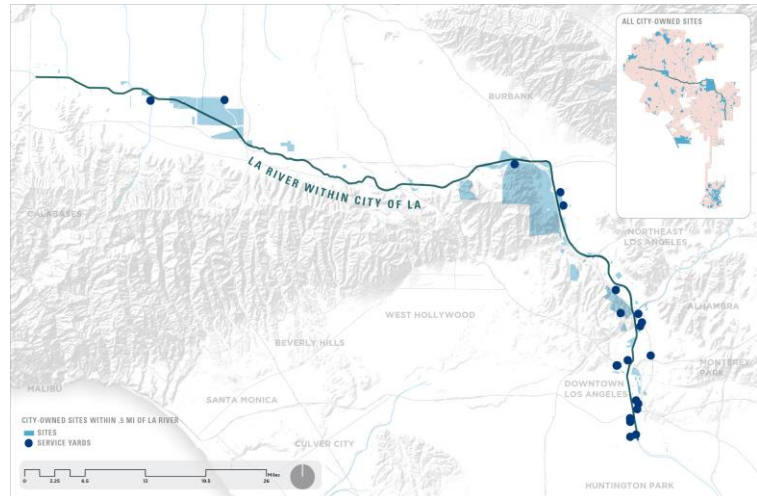 ALL CITY-OWNED SITES
BURBANK
LA RIVER WITHIN CITY OF LA
CALABASES
NORTHEAST
LOS ANGELES
ALHAMBRA
WEST HOLLYWOOD
BEVERLY HILLS
MONTEREY
PARK
MALIBU
DOWNTOWN
LOS ANGELES
SANTA MONICA
CITY-OWNED SITES WITHIN .5 MI OF LA RIVER
SITES
SERVICE YARDS
CULVER CITY
Miles
0 3.25 6.5 13 19.5 26
HUNTINGTON PARK